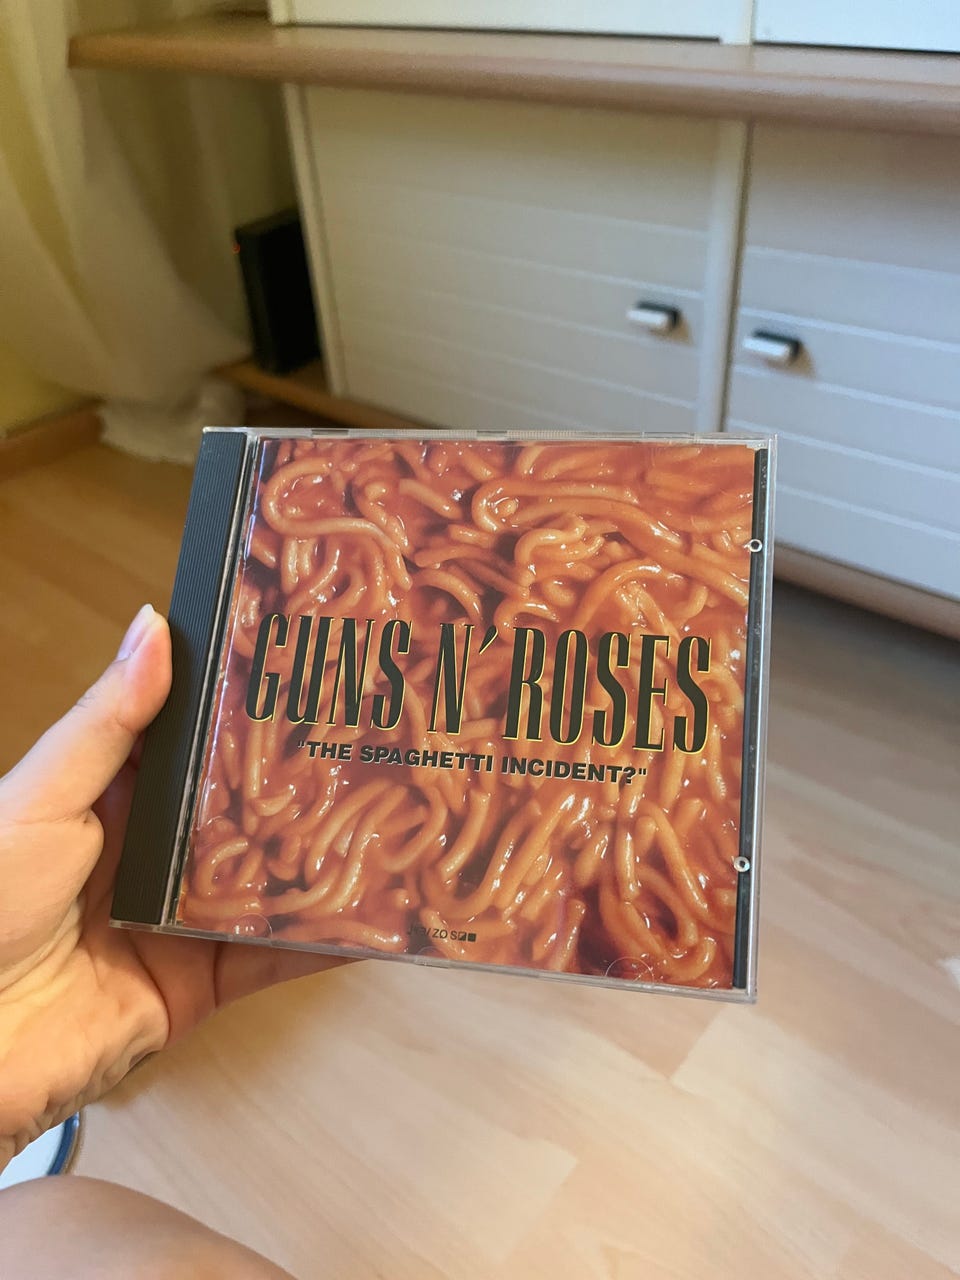 GUNS N' ROSES
"THE SPAGHETTI INCIDENT?"